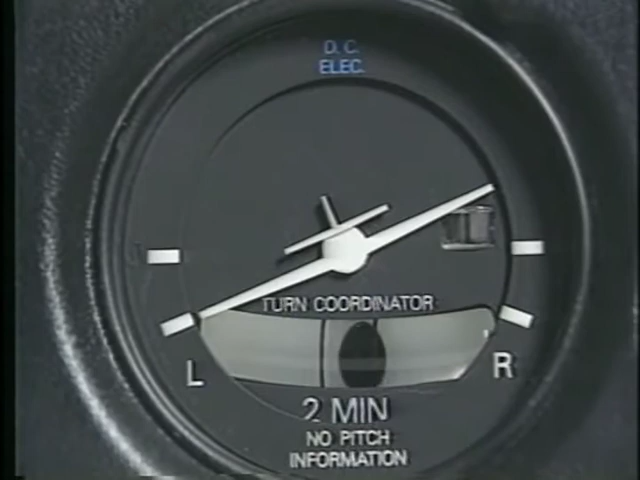 D.C.
ELEC.
TURN COORDINATOR
L
R
2 MIN
NO PITCH
INFORMATION